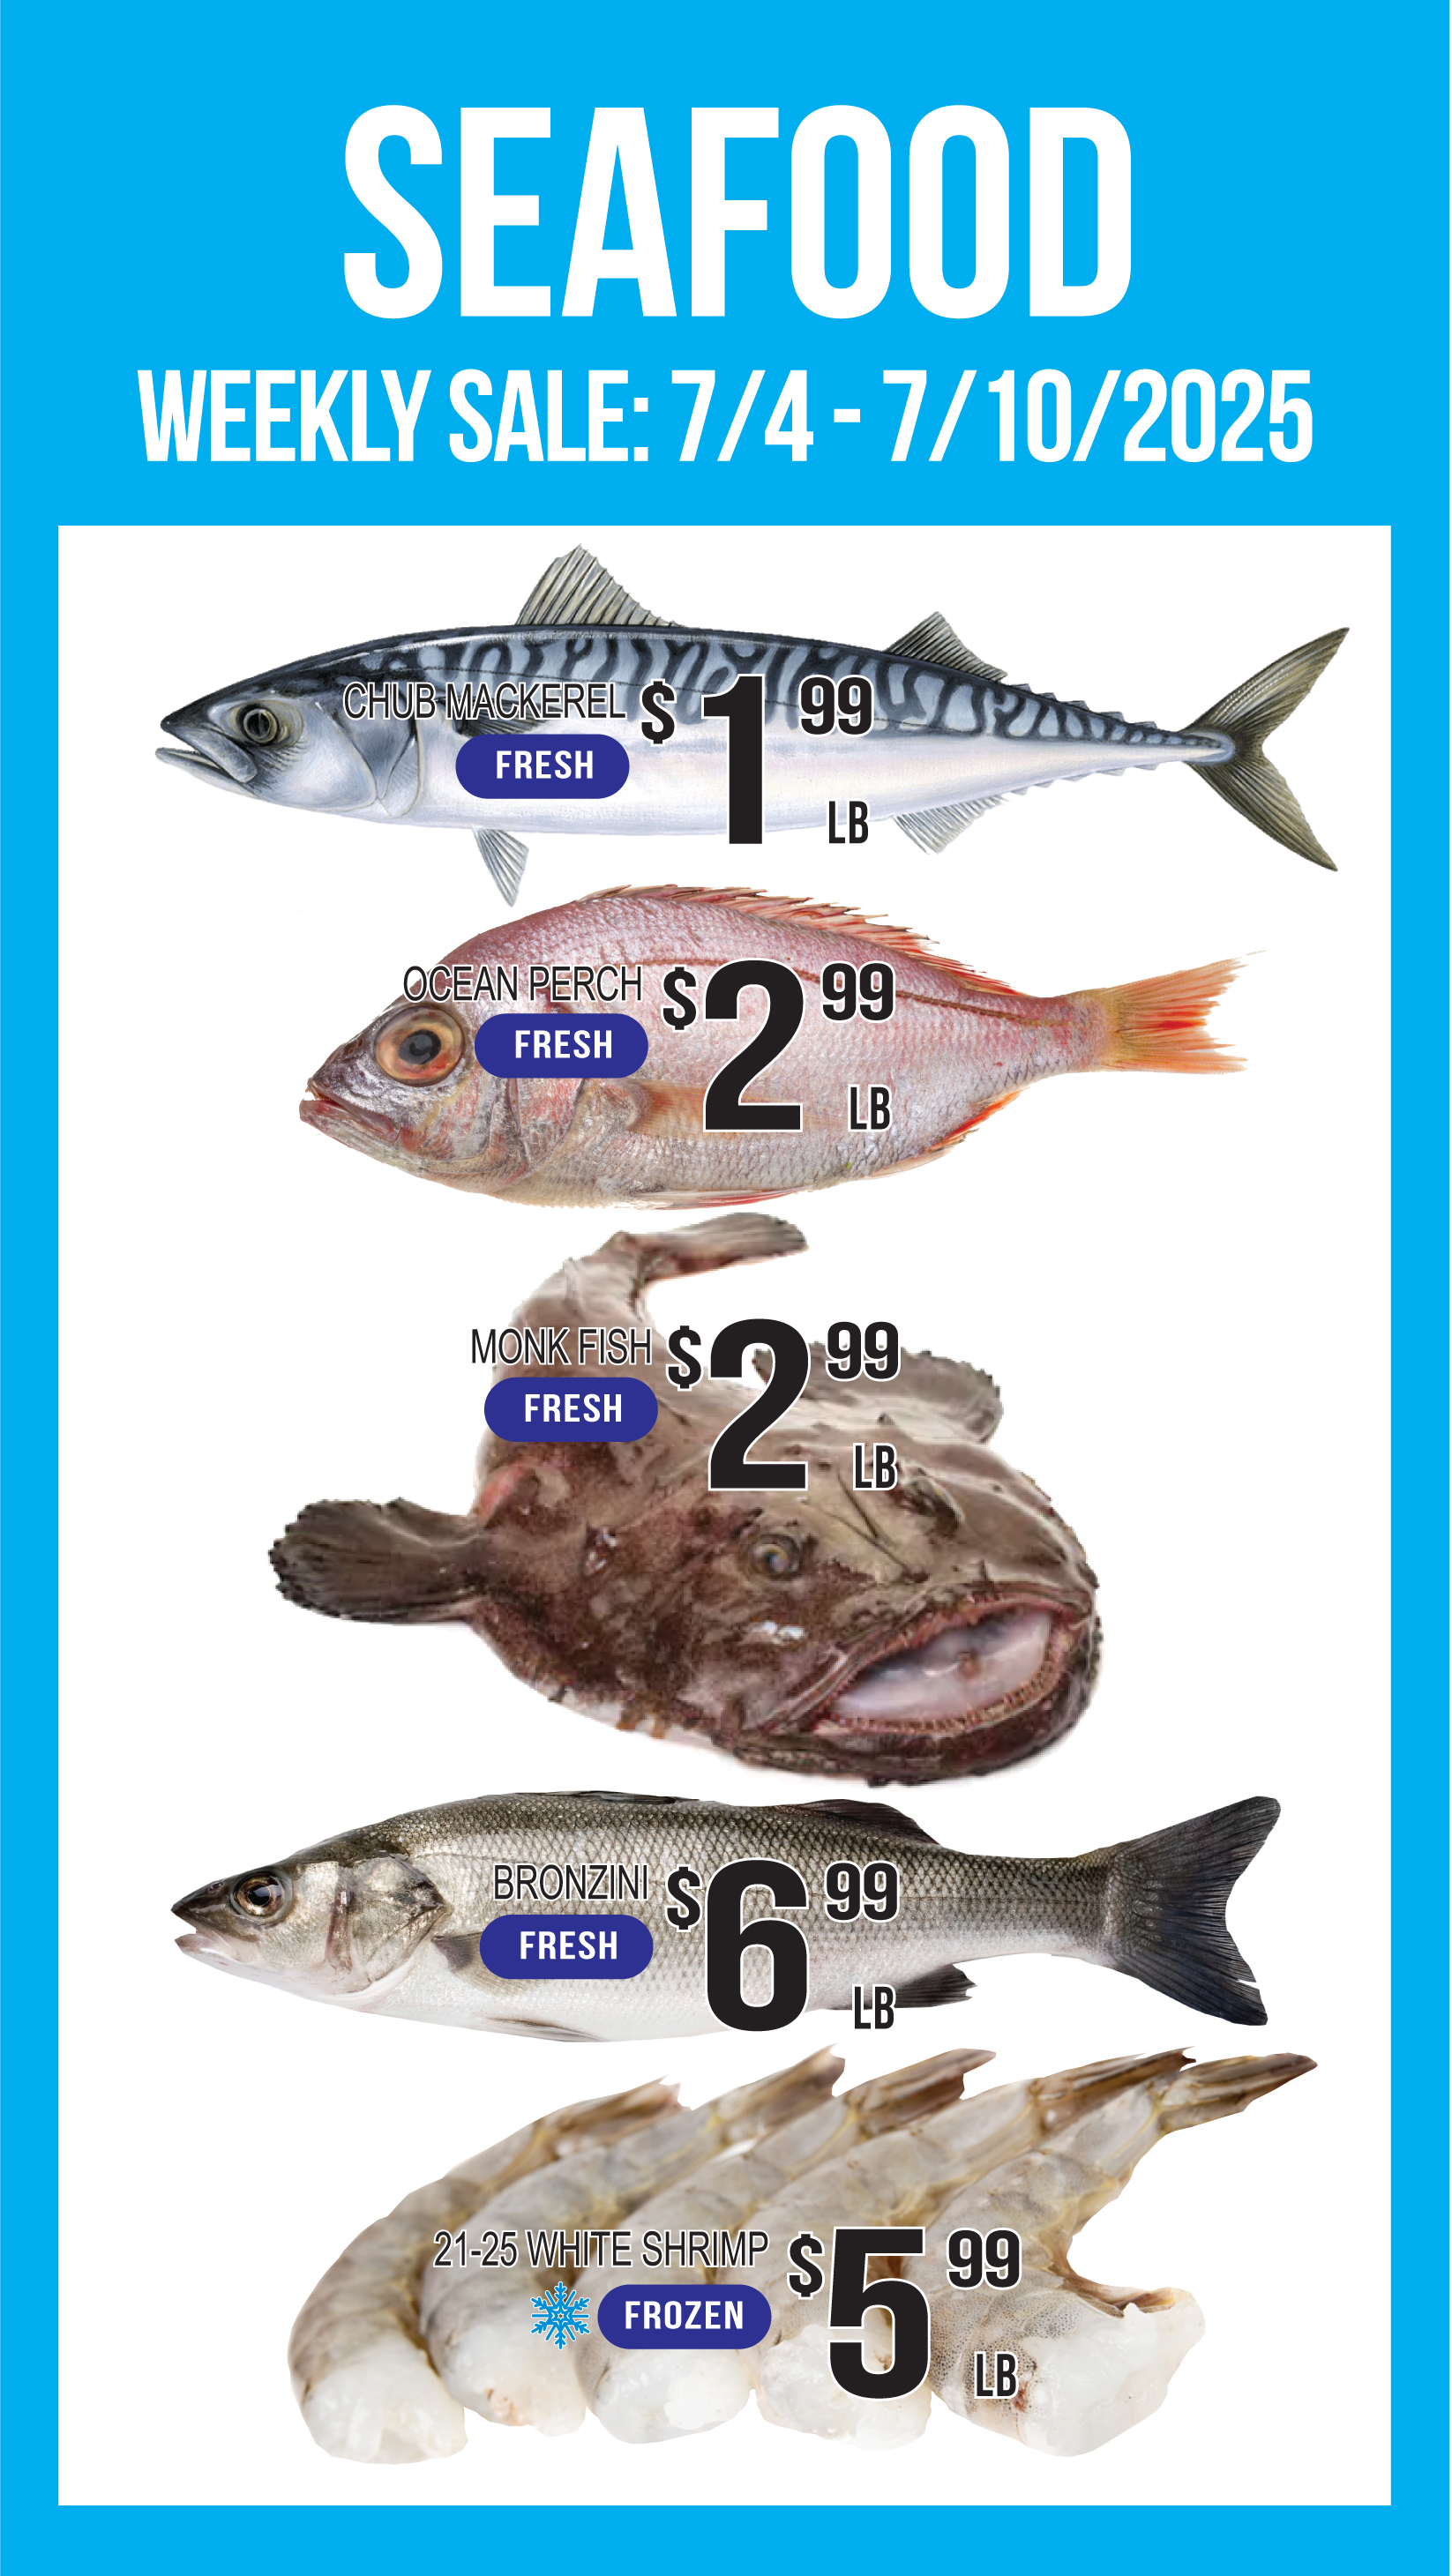 SEAFOOD
WEEKLY SALE: 7/4 - 7/10/2025
CHUB MACKEREL $1 99
FRESH
LB
OCEAN PERCH $2 99
FRESH
LB
MONK FISH $2 99
FRESH
LB
BRONZINI $6 99
FRESH
LB
21-25 WHITE SHRIMP $5 99
FROZEN
LB